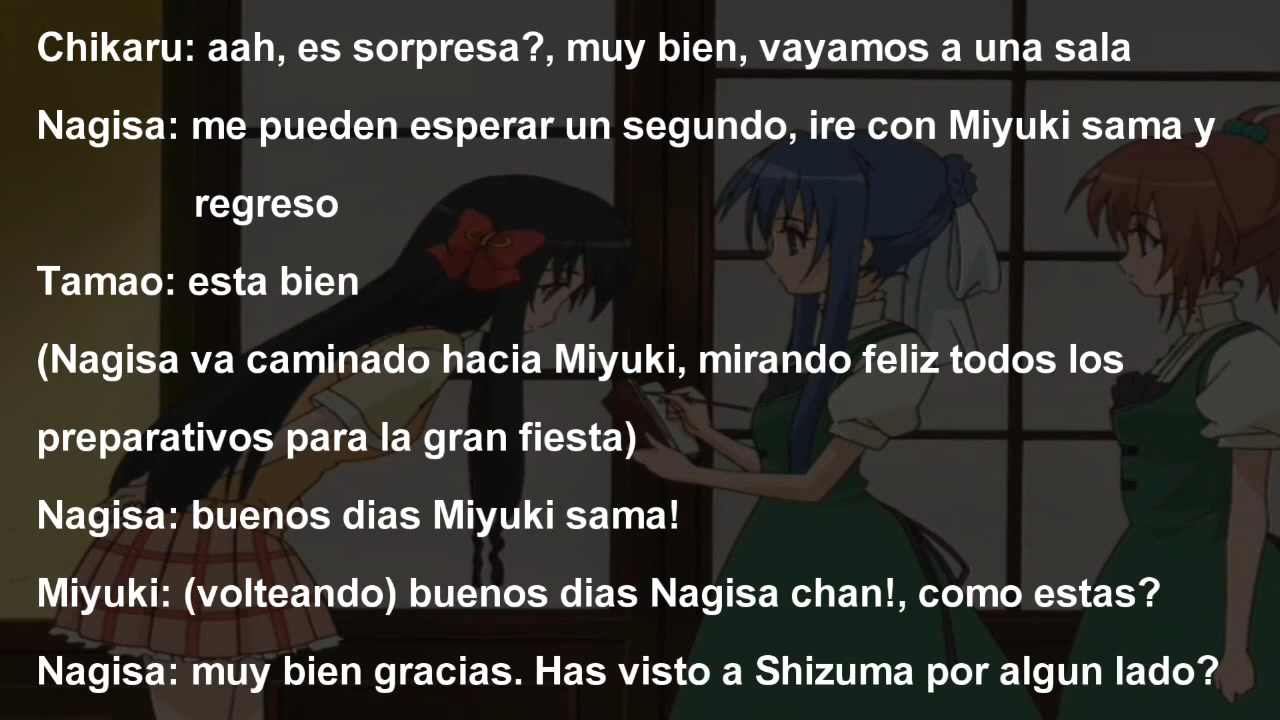 Chikaru: aah, es sorpresa?, muy bien, vayamos a una sala
Nagisa: me pueden esperar un segundo, ire con Miyuki sama y
regreso
Tamao: esta bien
(Nagisa va caminado hacia Miyuki, mirando feliz todos los
preparativos para la gran fiesta)
Nagisa: buenos dias Miyuki sama!
Miyuki: (volteando) buenos dias Nagisa chan!, como estas?
Nagisa: muy bien gracias. Has visto a Shizuma por algun lado?